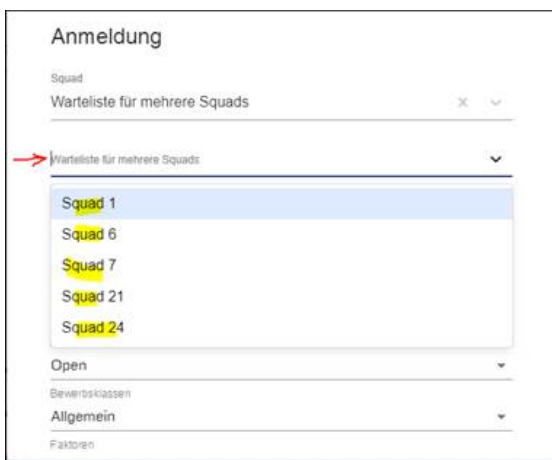 Anmeldung
Squad
Warteliste für mehrere Squads
Warteliste für mehrere Squads
Squad 1
Squad 6
Squad 7
Squad 21
Squad 24
Open
Bewerbsklassen
Allgemein
Faktoren